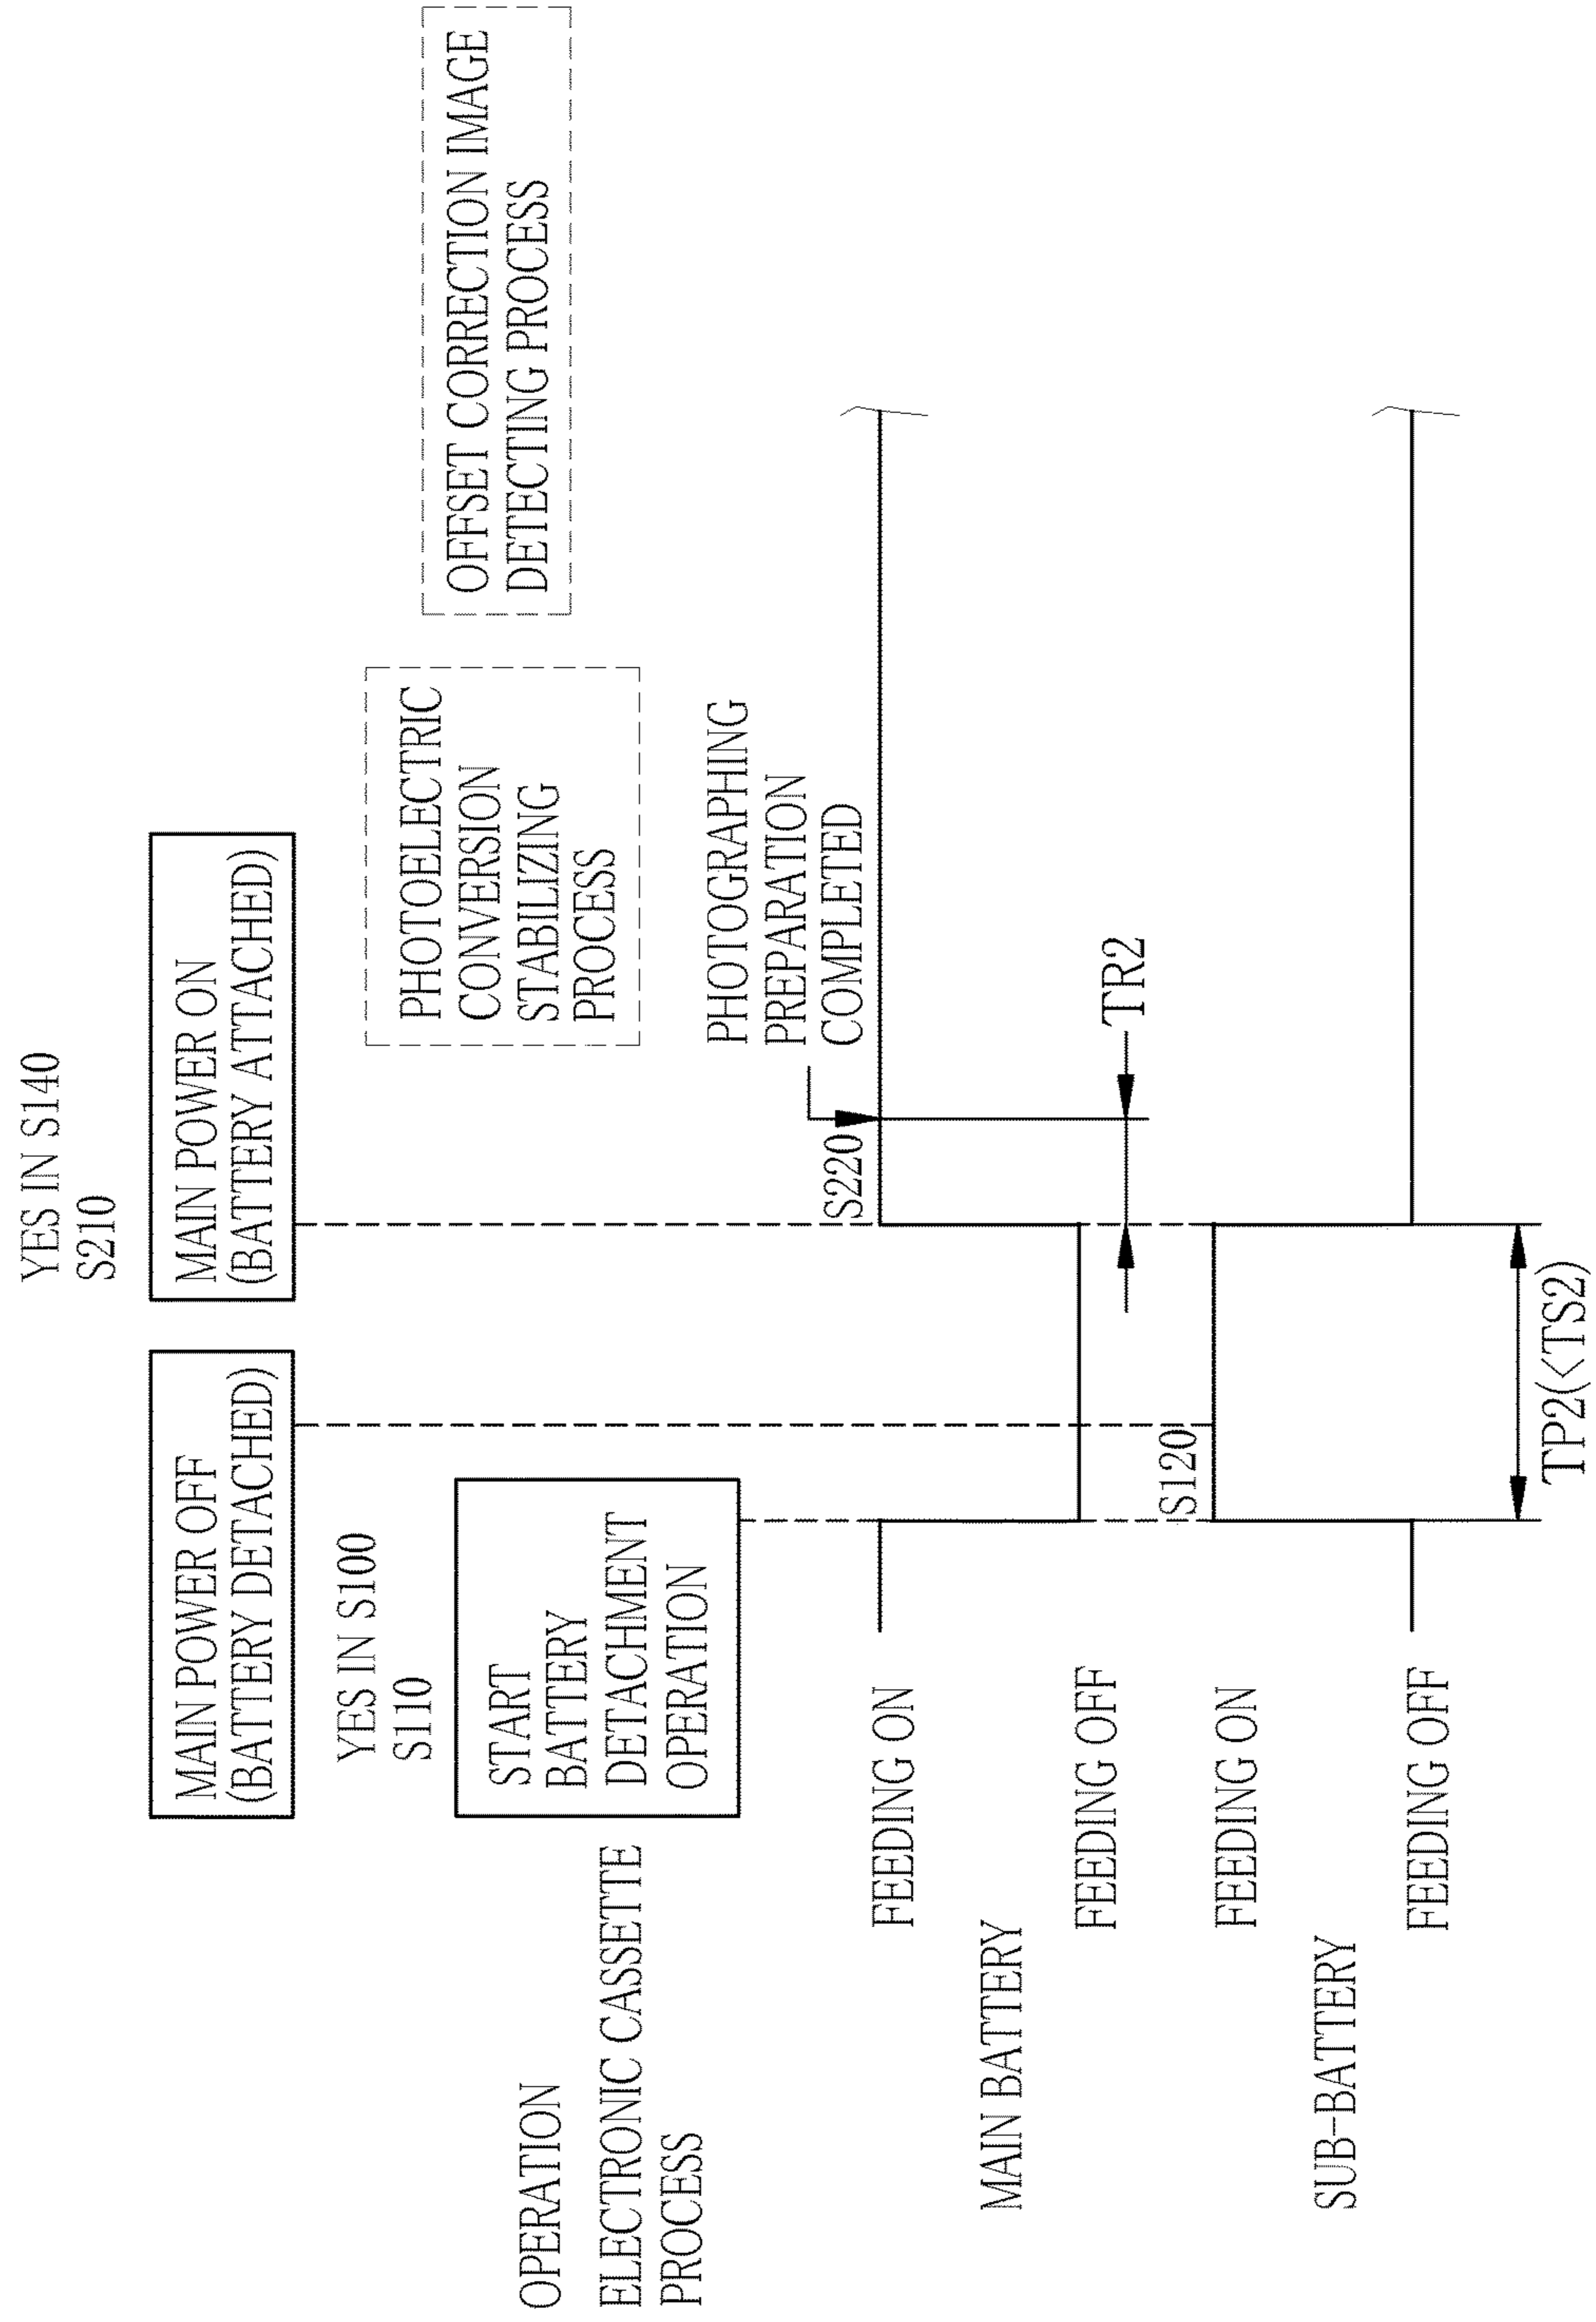 YES IN S140
S210
MAIN POWER OFF
(BATTERY DETACHED)
MAIN POWER ON
(BATTERY ATTACHED)
YES IN S100
S110
OPERATION
ELECTRONIC CASSETTE
PROCESS
START
BATTERY
DETACHMENT
OPERATION
PHOTOELECTRIC
CONVERSION
STABILIZING
PROCESS
OFFSET CORRECTION IMAGE
DETECTING PROCESS
PHOTOGRAPHING
PREPARATION
COMPLETED
S220
FEEDING ON
MAIN BATTERY
FEEDING OFF
TR2
S120
FEEDING ON
SUB-BATTERY
FEEDING OFF
TP2(<TS2)